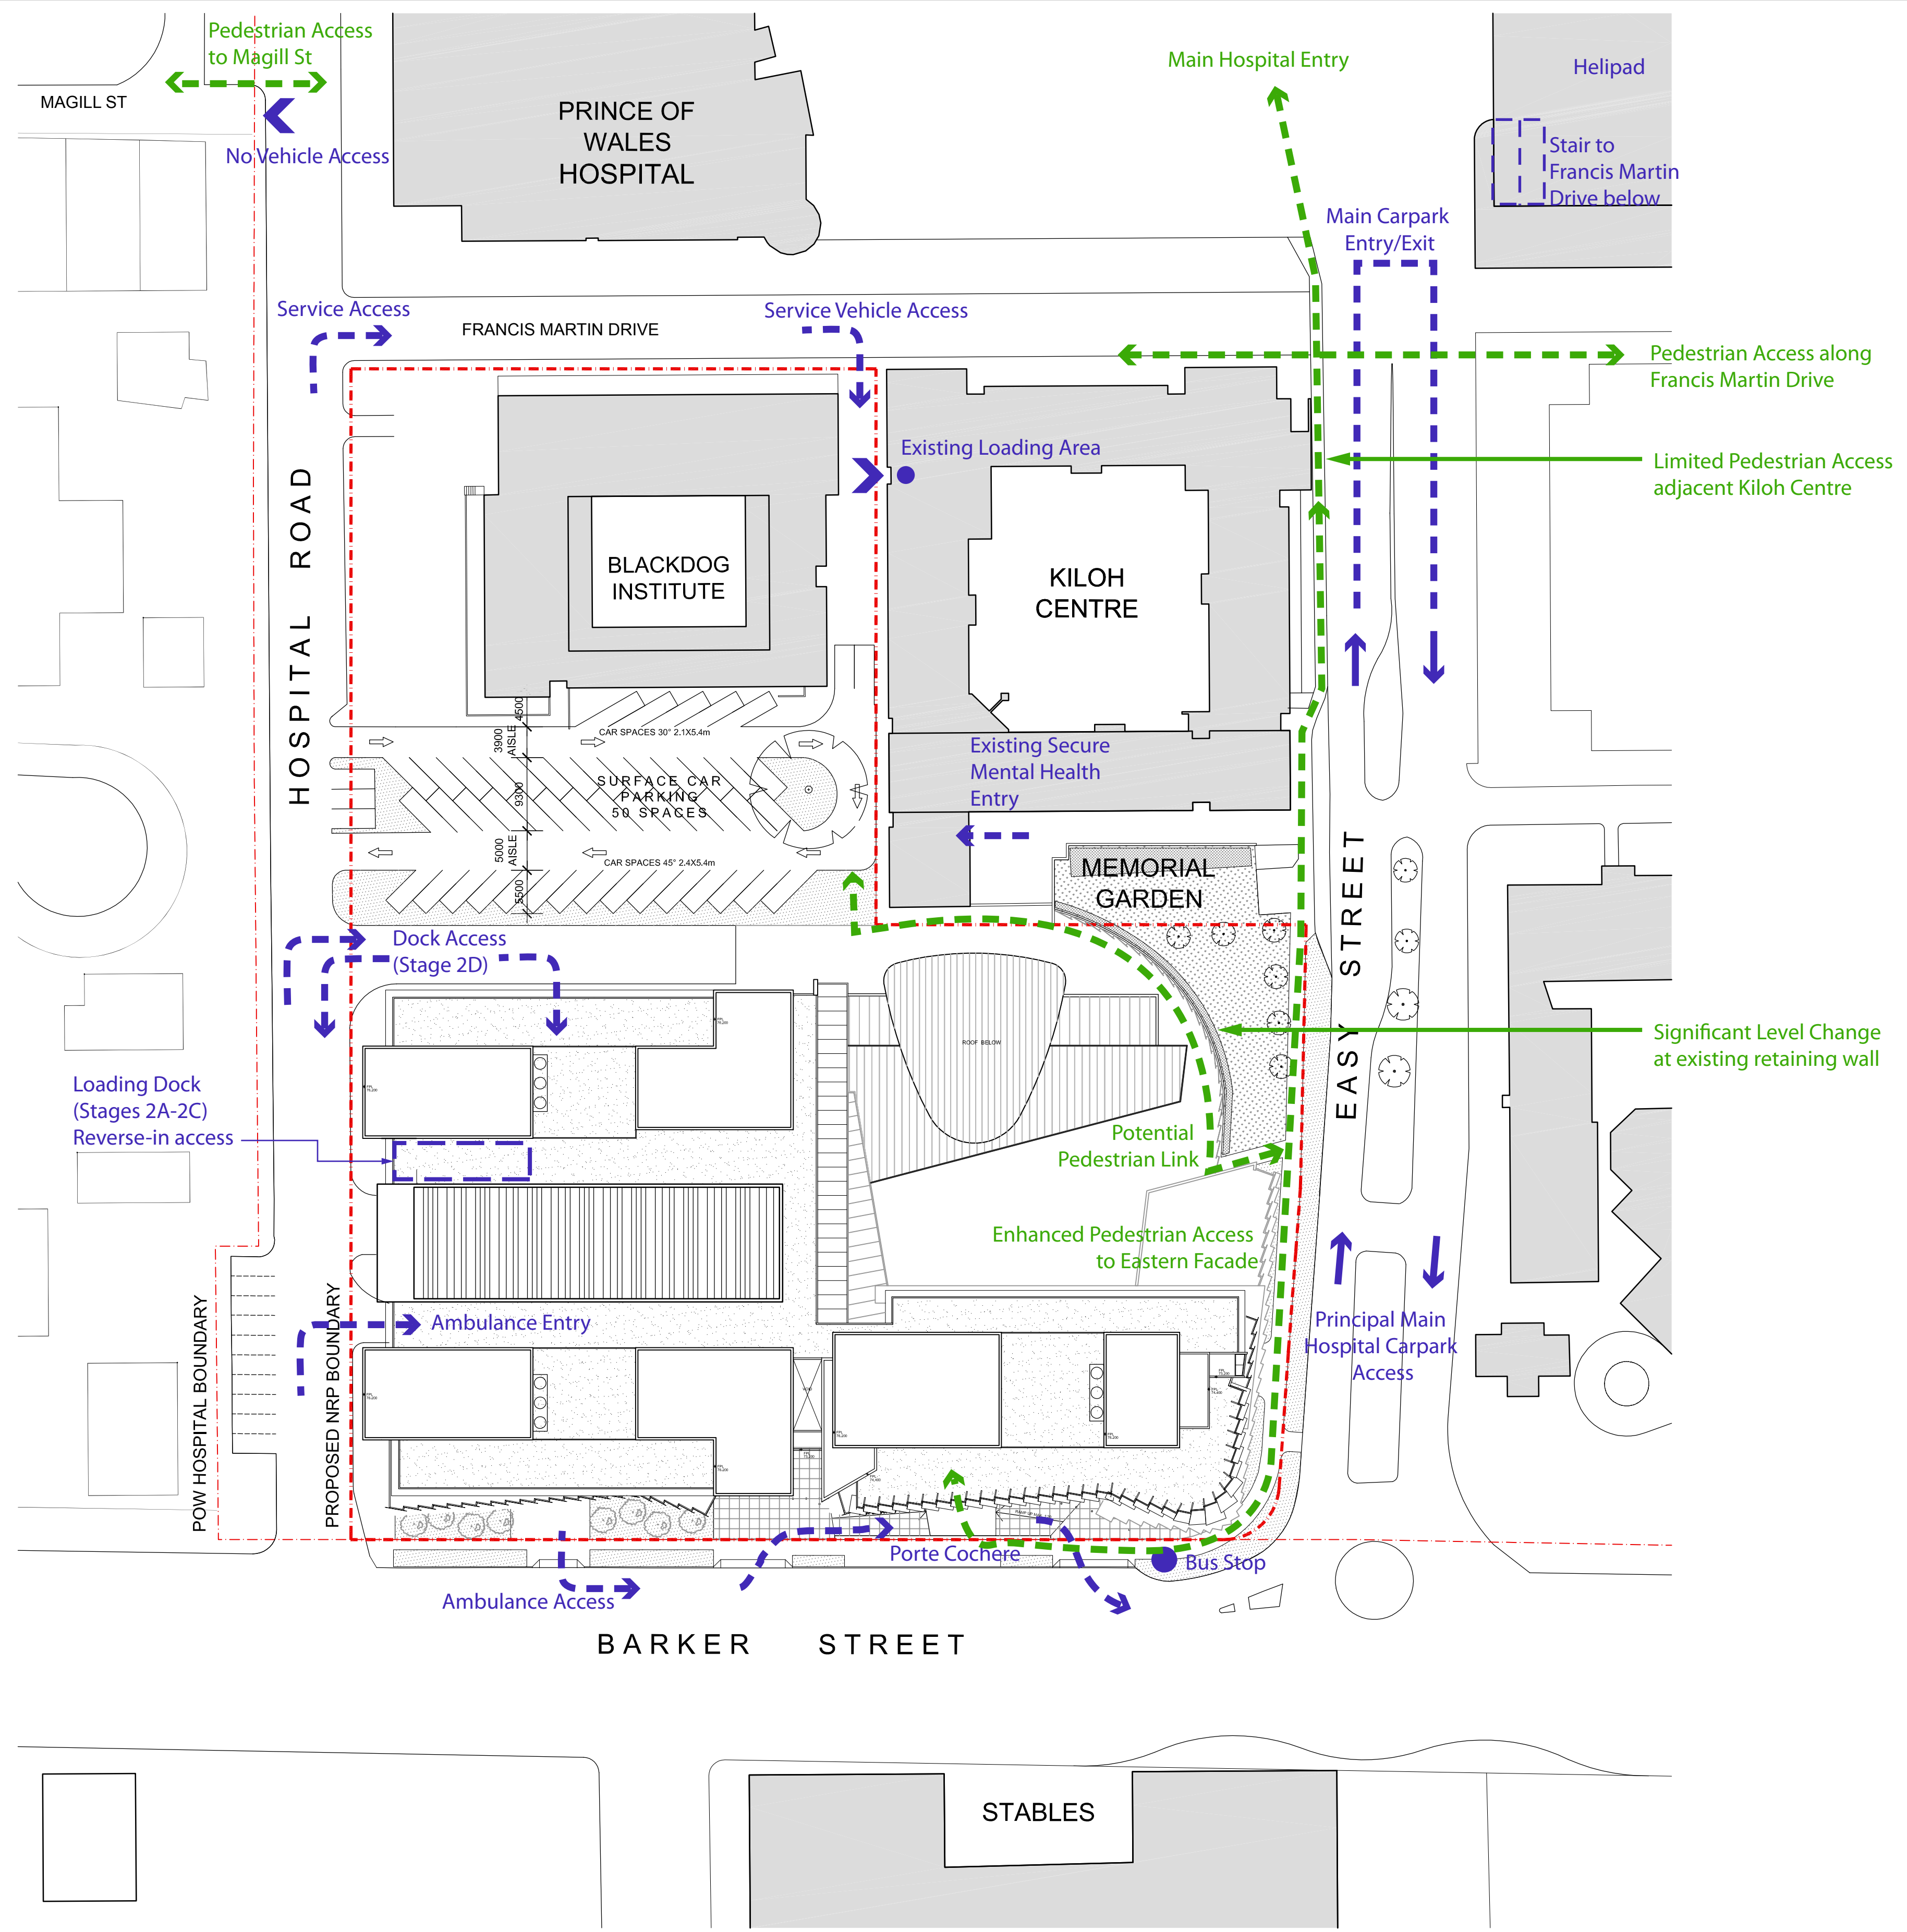 Pedestrian Access
to Magill St
MAGILL ST
No Vehicle Access
PRINCE OF
WALES
HOSPITAL
Main Hospital Entry
Helipad
Stair to
Francis Martin
Drive below
Main Carpark
Entry/Exit
Service Access
FRANCIS MARTIN DRIVE
Service Vehicle Access
Pedestrian Access along
Francis Martin Drive
Existing Loading Area
Limited Pedestrian Access
adjacent Kiloh Centre
HOSPITAL ROAD
BLACKDOG
INSTITUTE
KILOH
CENTRE
4500
CAR SPACES 30° 2.1X5.4m
3900
AISLE
SURFACE CAR
PARKING
50 SPACES
9300
5000
AISLE
CAR SPACES 45° 2.4X5.4m
5500
Existing Secure
Mental Health
Entry
MEMORIAL
GARDEN
EASY STREET
Dock Access
(Stage 2D)
ROOF BELOW
Significant Level Change
at existing retaining wall
Loading Dock
(Stages 2A-2C)
Reverse-in access
Potential
Pedestrian Link
Enhanced Pedestrian Access
to Eastern Facade
POW HOSPITAL BOUNDARY
PROPOSED NRP BOUNDARY
Ambulance Entry
Principal Main
Hospital Carpark
Access
Porte Cochere
Bus Stop
Ambulance Access
BARKER STREET
STABLES